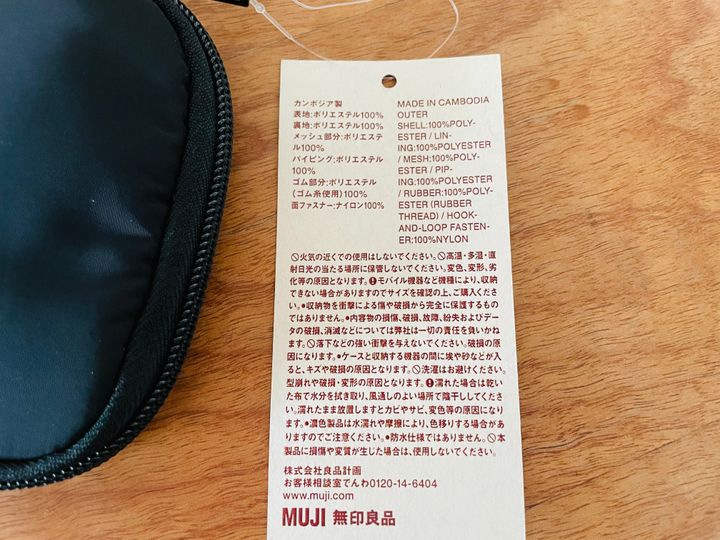 カンボジア製
表地:ポリエステル100%
裏地:ポリエステル100%
メッシュ部分:ポリエステ
ル100%
パイピング:ポリエステル
100%
ゴム部分:ポリエステル
(ゴム糸使用)100%
面ファスナー:ナイロン100%
MADE IN CAMBODIA
OUTER
SHELL:100%POLY-
ESTER / LIN-
ING:100%POLYESTER
/ MESH:100%POLY-
ESTER / PIP-
ING:100%POLYESTER
/ RUBBER:100%POLY-
ESTER (RUBBER
THREAD) / HOOK-
AND-LOOP FASTEN-
ER:100%NYLON
🛇火気の近くでの使用はしないでください。🛇高温・多湿・直
射日光の当たる場所に保管しないでください。変色、変形、劣
化等の原因となります。❗モバイル機器など機種により、収納
できない場合がありますのでサイズを確認の上、ご購入くださ
い。●収納物を衝撃による傷や破損から完全に保護するもの
ではありません。●内容物の損傷、破損、故障、紛失およびデー
タの破損、消滅などについては弊社は一切の責任を負いかね
ます。🛇落下などの強い衝撃を与えないでください。破損の原
因になります。●ケースと収納する機器の間に埃や砂などが入
ると、キズや破損の原因となります。🛇洗濯はお避けください。
型崩れや破損・変形の原因となります。❗濡れた場合は乾い
た布で水分を拭き取り、風通しのよい場所で陰干ししてくださ
い。濡れたまま放置しますとカビやサビ、変色等の原因になり
ます。●濃色製品は水濡れや摩擦により、色移りする場合があ
りますのでご注意ください。●防水仕様ではありません。🛇本
製品に損傷や変質が生じた場合は、使用しないでください。
株式会社良品計画
お客様相談室でんわ0120-14-6404
www.muji.com
MUJI 無印良品